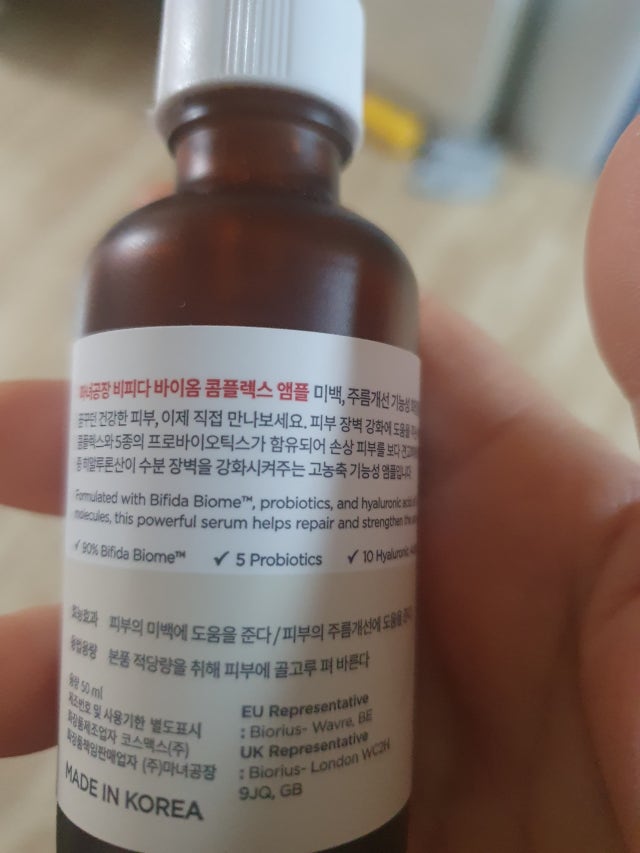 마녀공장 비피다 바이옴 콤플렉스 앰플 미백, 주름개선 기능성
꿈꾸던 건강한 피부, 이제 직접 만나보세요. 피부 장벽 강화에 도움을
콤플렉스와 5종의 프로바이오틱스가 함유되어 손상 피부를 보다
종 히알루론산이 수분 장벽을 강화시켜주는 고농축 기능성 앰플입니다
Formulated with Bifida Biome™, probiotics, and hyaluronic acid
molecules, this powerful serum helps repair and strengthen the
✓ 90% Bifida Biome™ ✓ 5 Probiotics ✓ 10 Hyaluronic
효능효과 피부의 미백에 도움을 준다/피부의 주름개선에 도움을 준다
용법용량 본품 적당량을 취해 피부에 골고루 펴 바른다
용량 50 ml
제조번호 및 사용기한 별도표시
화장품제조업자 코스맥스(주)
화장품책임판매업자 (주)마녀공장
MADE IN KOREA
EU Representative
: Biorius- Wavre, BE
UK Representative
: Biorius- London WC2H
9JQ, GB